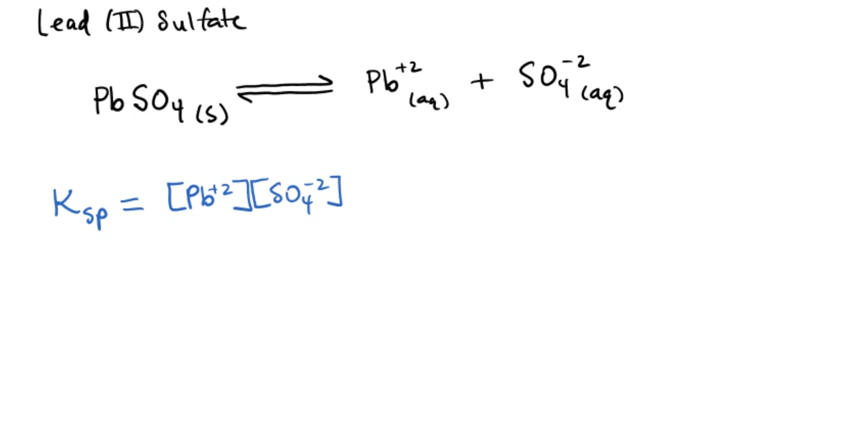 Lead (II) Sulfate
PbSO₄(s) ⇌ Pb⁺²(aq) + SO₄⁻²(aq)
Ksp = [Pb⁺²][SO₄⁻²]